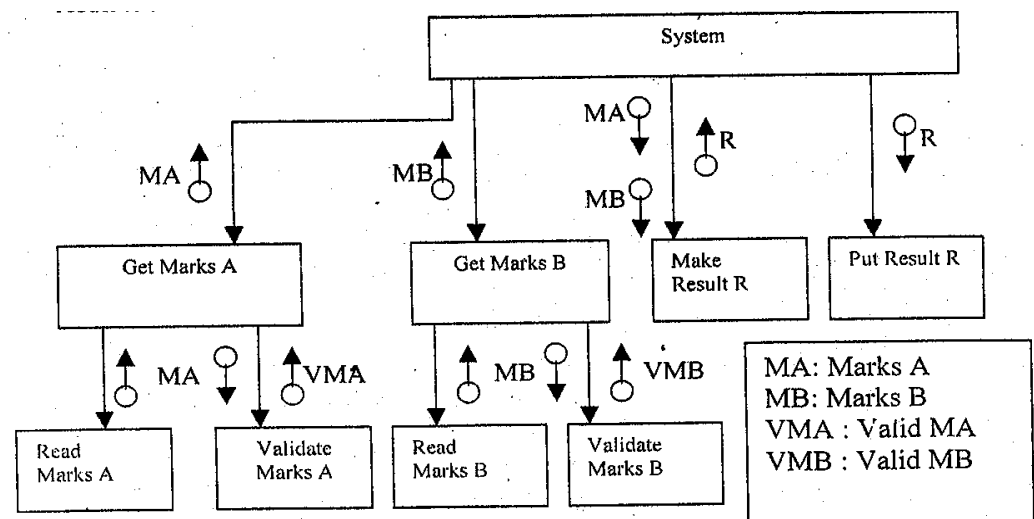 System
MA
MB
MA
MB
R
R
Get Marks A
Get Marks B
Make
Result R
Put Result R
MA
VMA
MB
VMB
Read
Marks A
Validate
Marks A
Read
Marks B
Validate
Marks B
MA: Marks A
MB: Marks B
VMA : Valid MA
VMB : Valid MB